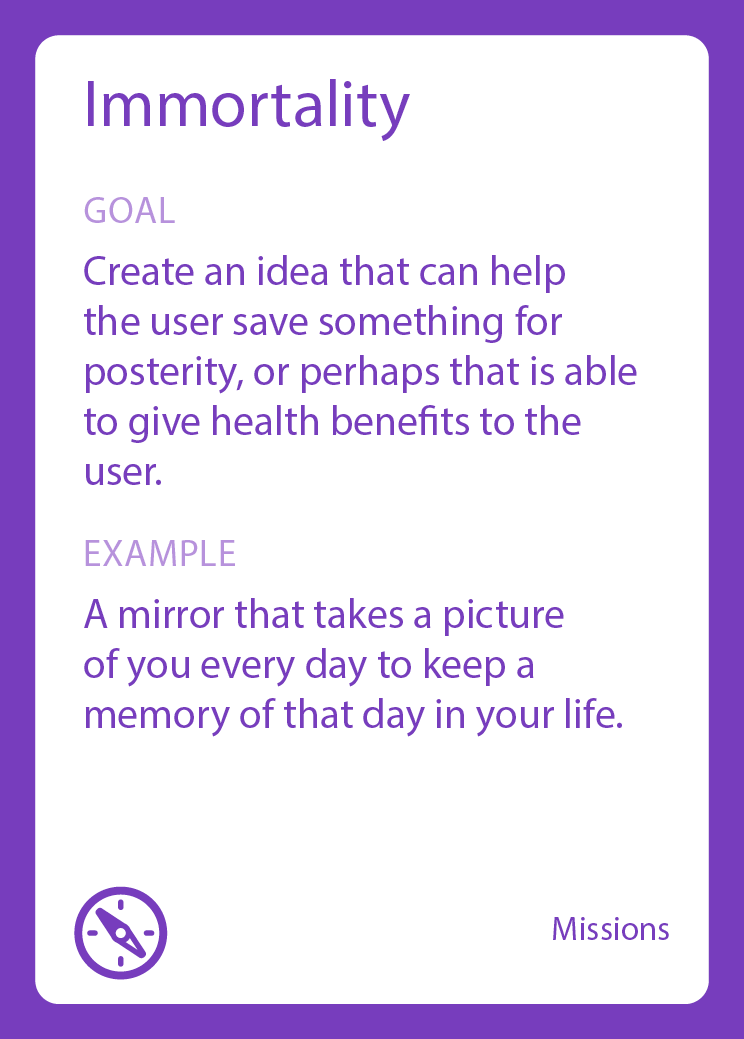 Immortality
GOAL
Create an idea that can help
the user save something for
posterity, or perhaps that is able
to give health benefits to the
user.
EXAMPLE
A mirror that takes a picture
of you every day to keep a
memory of that day in your life.
Missions